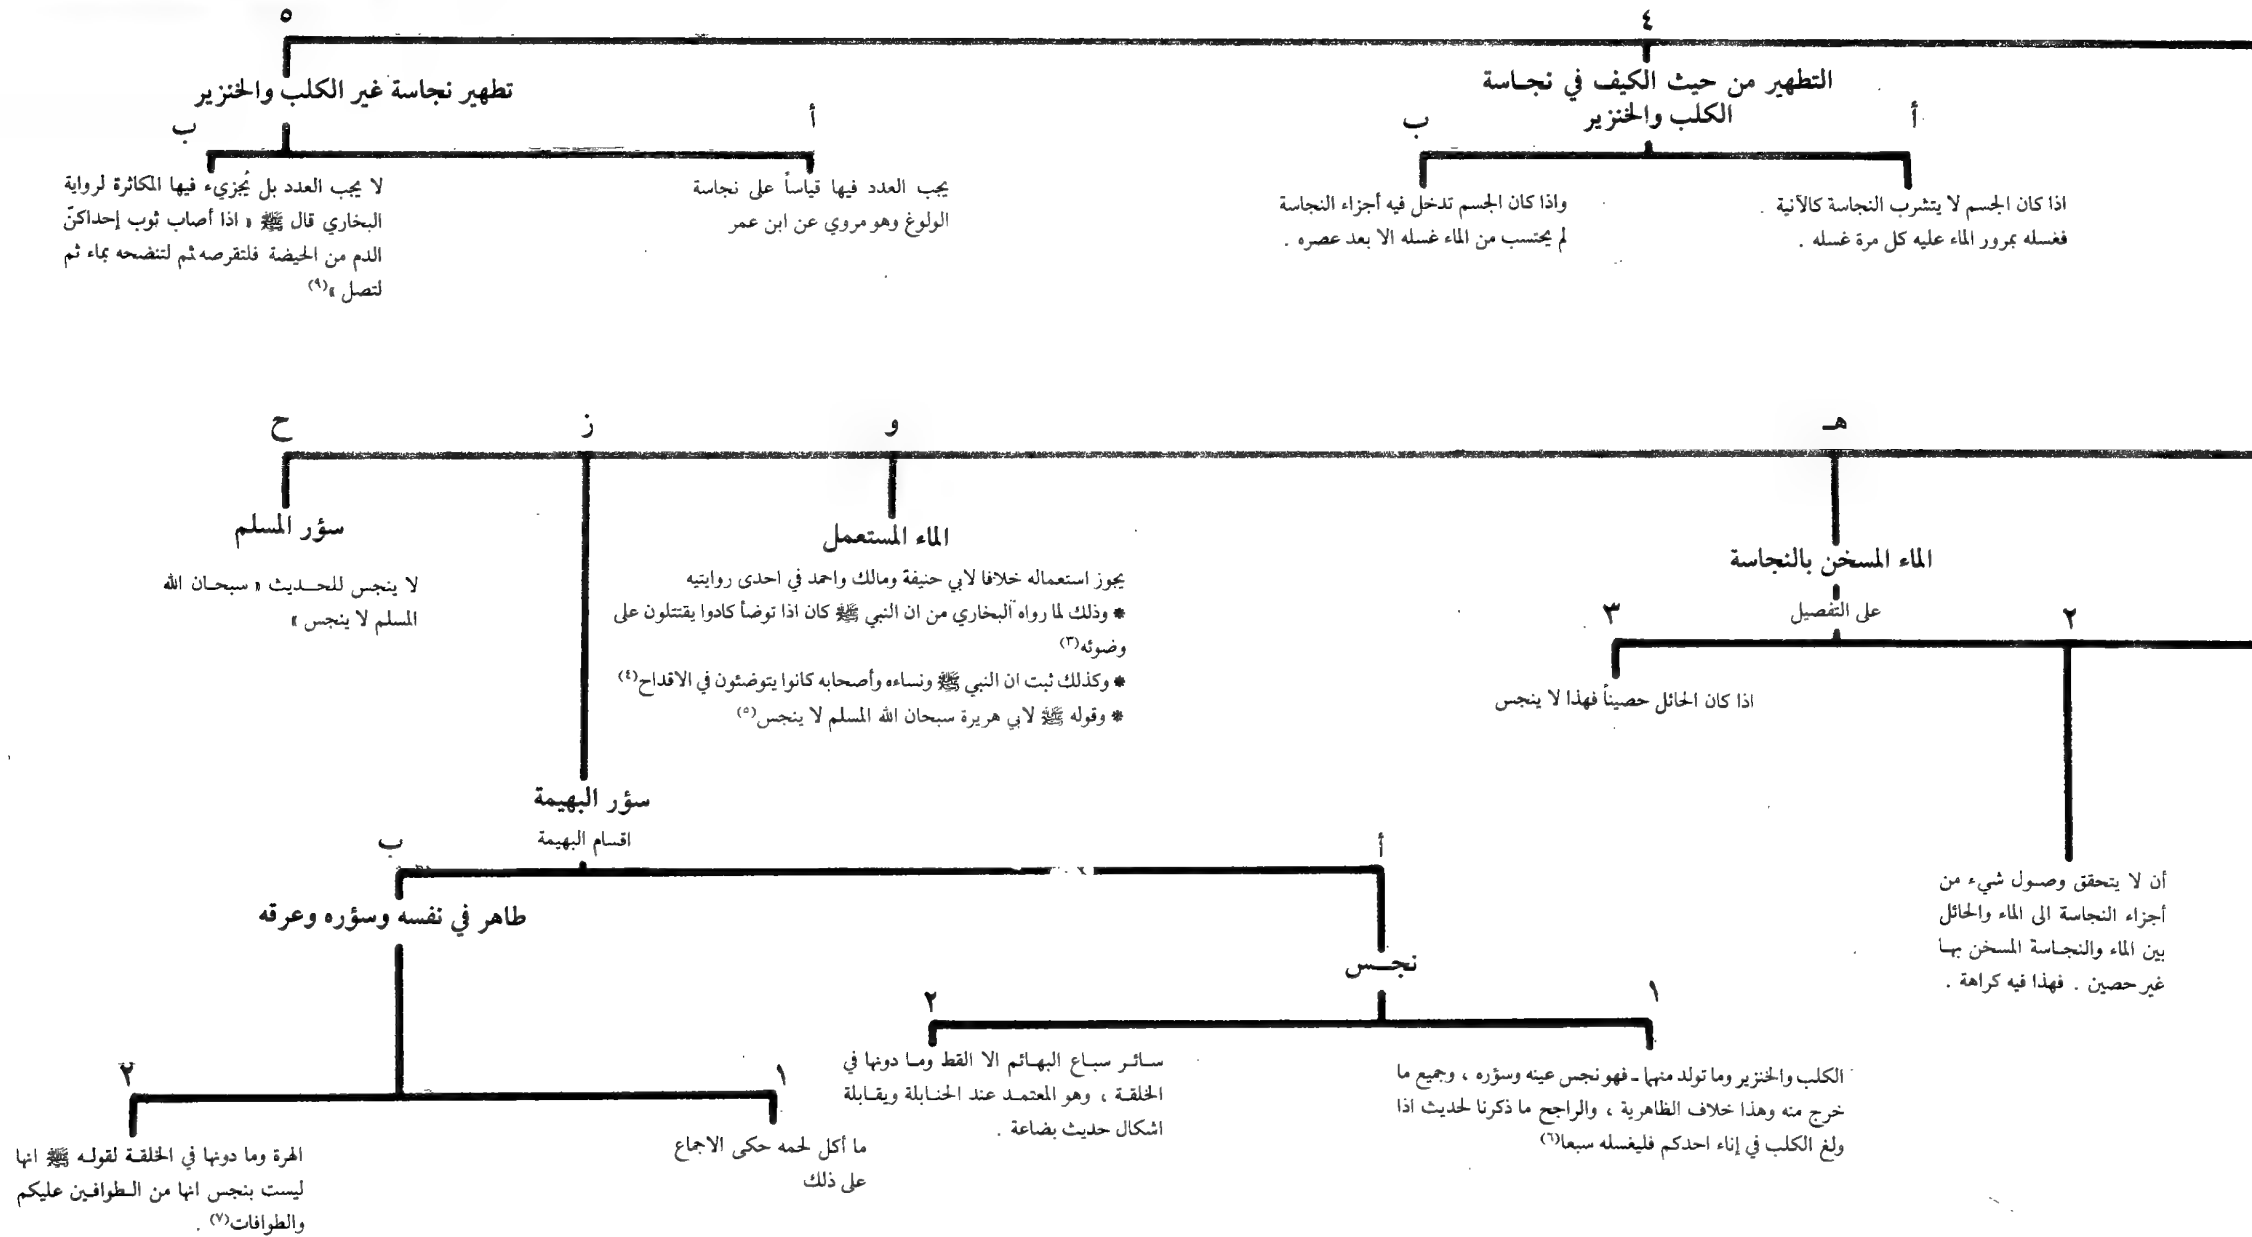 ٤
التطهير من حيث الكيف في نجاسة
الكلب والخنزير
أ
اذا كان الجسم لا يتشرب النجاسة كالآنية
فغسله بمرور الماء عليه كل مرة غسله .
ب
واذا كان الجسم تدخل فيه أجزاء النجاسة
لم يحتسب من الماء غسله الا بعد عصره .
٥
تطهير نجاسة غير الكلب والخنزير
أ
يجب العدد فيها قياساً على نجاسة
الولوغ وهو مروي عن ابن عمر
ب
لا يجب العدد بل يُجزيء فيها المكاثرة لرواية
البخاري قال ﷺ « اذا أصاب ثوب إحداكنّ
الدم من الحيضة فلتقرصه ثم لتنضحه بماء ثم
لتصل »(٩)
هـ
الماء المسخن بالنجاسة
على التفصيل
٢
أن لا يتحقق وصول شيء من
أجزاء النجاسة الى الماء والحائل
بين الماء والنجاسة المسخن بها
غير حصين . فهذا فيه كراهة .
٣
اذا كان الحائل حصيناً فهذا لا ينجس
و
الماء المستعمل
يجوز استعماله خلافا لابي حنيفة ومالك واحمد في احدى روايتيه
* وذلك لما رواه البخاري من ان النبي ﷺ كان اذا توضأ كادوا يقتتلون على
وضوئه(٣)
* وكذلك ثبت ان النبي ﷺ ونساءه وأصحابه كانوا يتوضئون في الاقداح(٤)
* وقوله ﷺ لابي هريرة سبحان الله المسلم لا ينجس(٥)
ز
سؤر البهيمة
اقسام البهيمة
أ
نجس
١
الكلب والخنزير وما تولد منهما ـ فهو نجس عينه وسؤره ، وجميع ما
خرج منه وهذا خلاف الظاهرية ، والراجح ما ذكرنا لحديث اذا
ولغ الكلب في إناء احدكم فليغسله سبعا(٦)
٢
سائر سباع البهائم الا القط وما دونها في
الخلقة ، وهو المعتمد عند الحنابلة ويقابلة
اشكال حديث بضاعة .
ب
طاهر في نفسه وسؤره وعرقه
١
ما أكل لحمه حكى الاجماع
على ذلك
٢
الهرة وما دونها في الخلقة لقوله ﷺ انها
ليست بنجس انها من الطوافين عليكم
والطوافات(٧) .
ح
سؤر المسلم
لا ينجس للحديث « سبحان الله
المسلم لا ينجس »